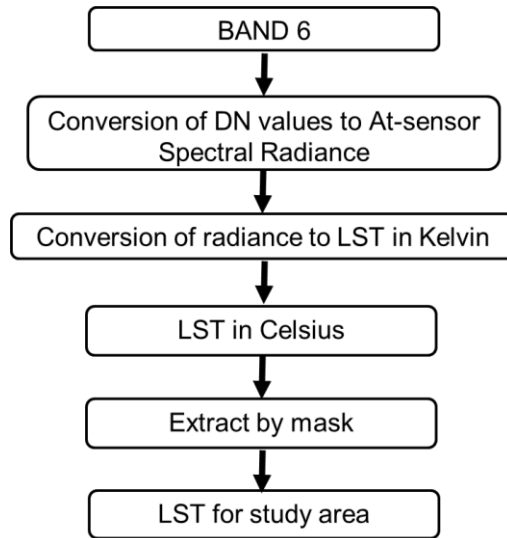 BAND 6
Conversion of DN values to At-sensor
Spectral Radiance
Conversion of radiance to LST in Kelvin
LST in Celsius
Extract by mask
LST for study area